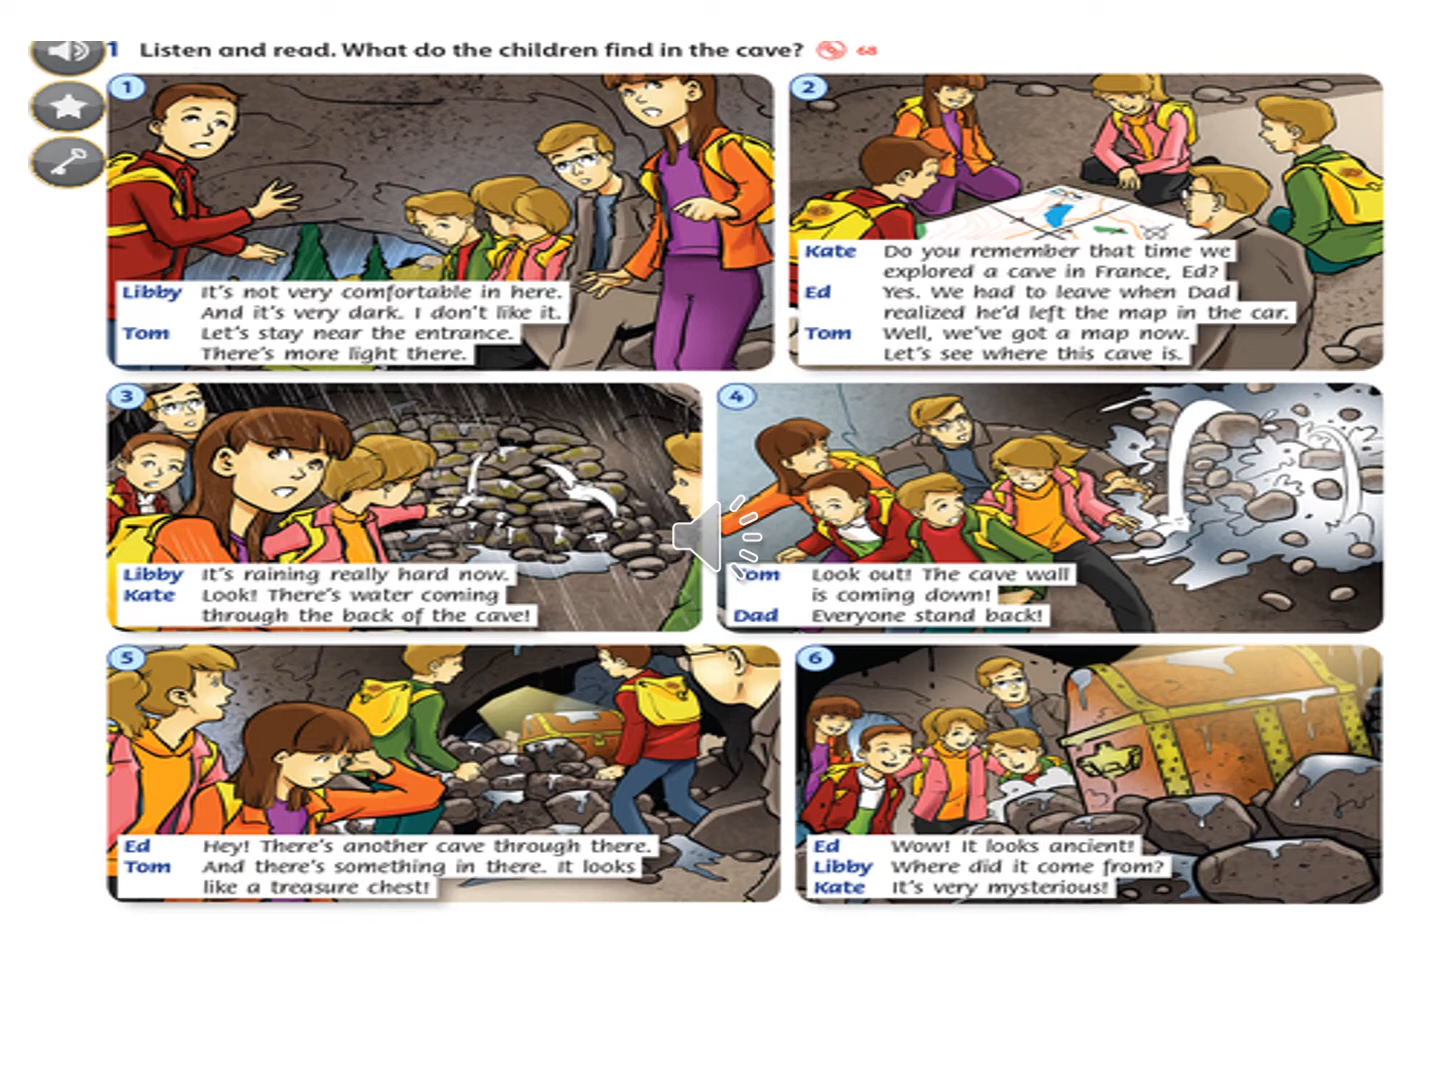 1 Listen and read. What do the children find in the cave? 68
1
Libby It's not very comfortable in here.
And it's very dark. I don't like it.
Tom Let's stay near the entrance.
There's more light there.
2
Kate Do you remember that time we
explored a cave in France, Ed?
Ed Yes. We had to leave when Dad
realized he'd left the map in the car.
Tom Well, we've got a map now.
Let's see where this cave is.
3
Libby It's raining really hard now.
Kate Look! There's water coming
through the back of the cave!
4
Tom Look out! The cave wall
is coming down!
Dad Everyone stand back!
5
Ed Hey! There's another cave through there.
Tom And there's something in there. It looks
like a treasure chest!
6
Ed Wow! It looks ancient!
Libby Where did it come from?
Kate It's very mysterious!